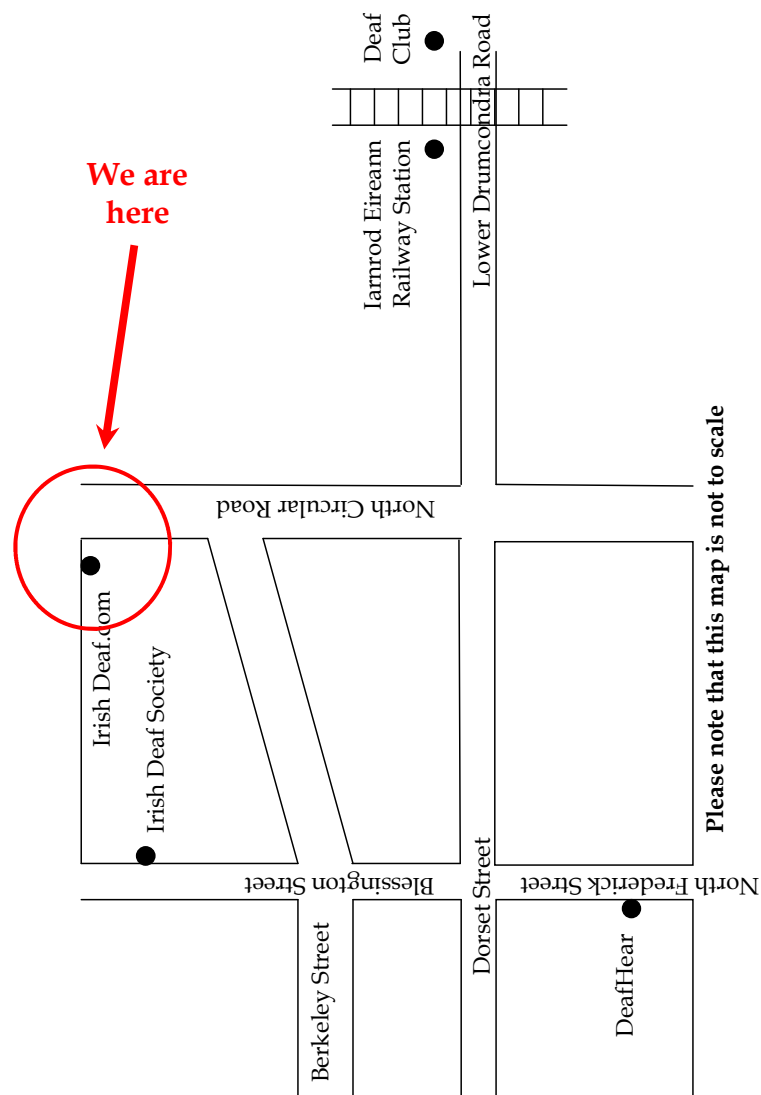 Deaf
Club
Lower Drumcondra Road
Iarnrod Eireann
Railway Station
We are
here
North Circular Road
Irish Deaf.com
Irish Deaf Society
Blessington Street
Dorset Street
North Frederick Street
Berkeley Street
DeafHear
Please note that this map is not to scale